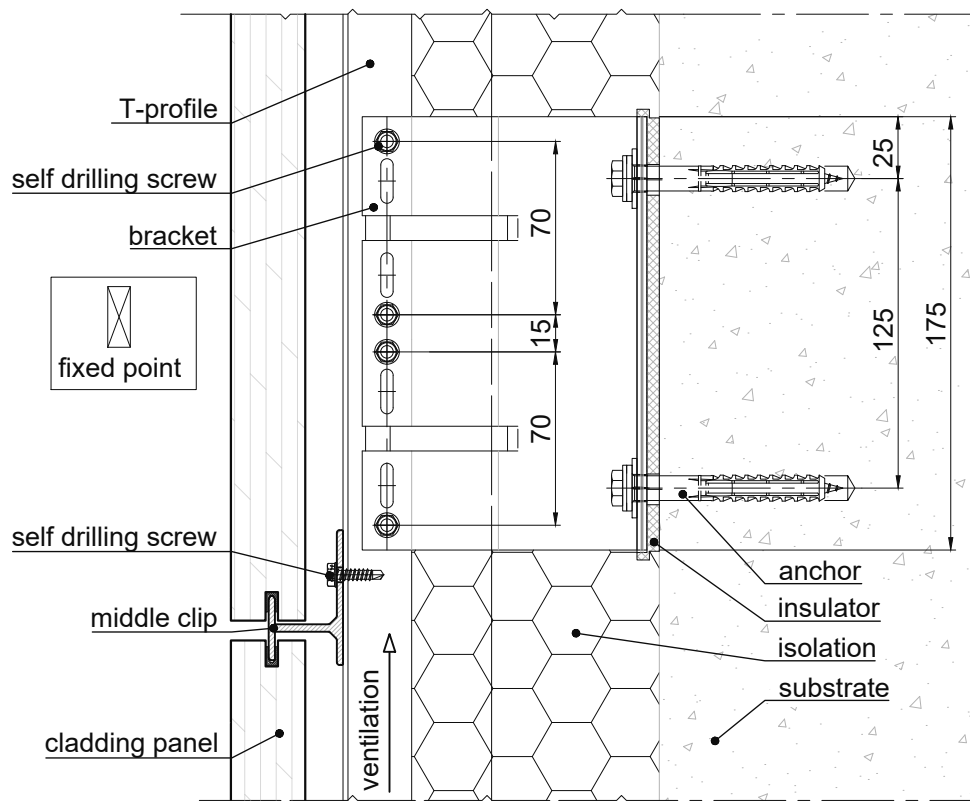 T-profile
self drilling screw
bracket
fixed point
self drilling screw
middle clip
cladding panel
ventilation
70
15
70
25
125
175
anchor
insulator
isolation
substrate